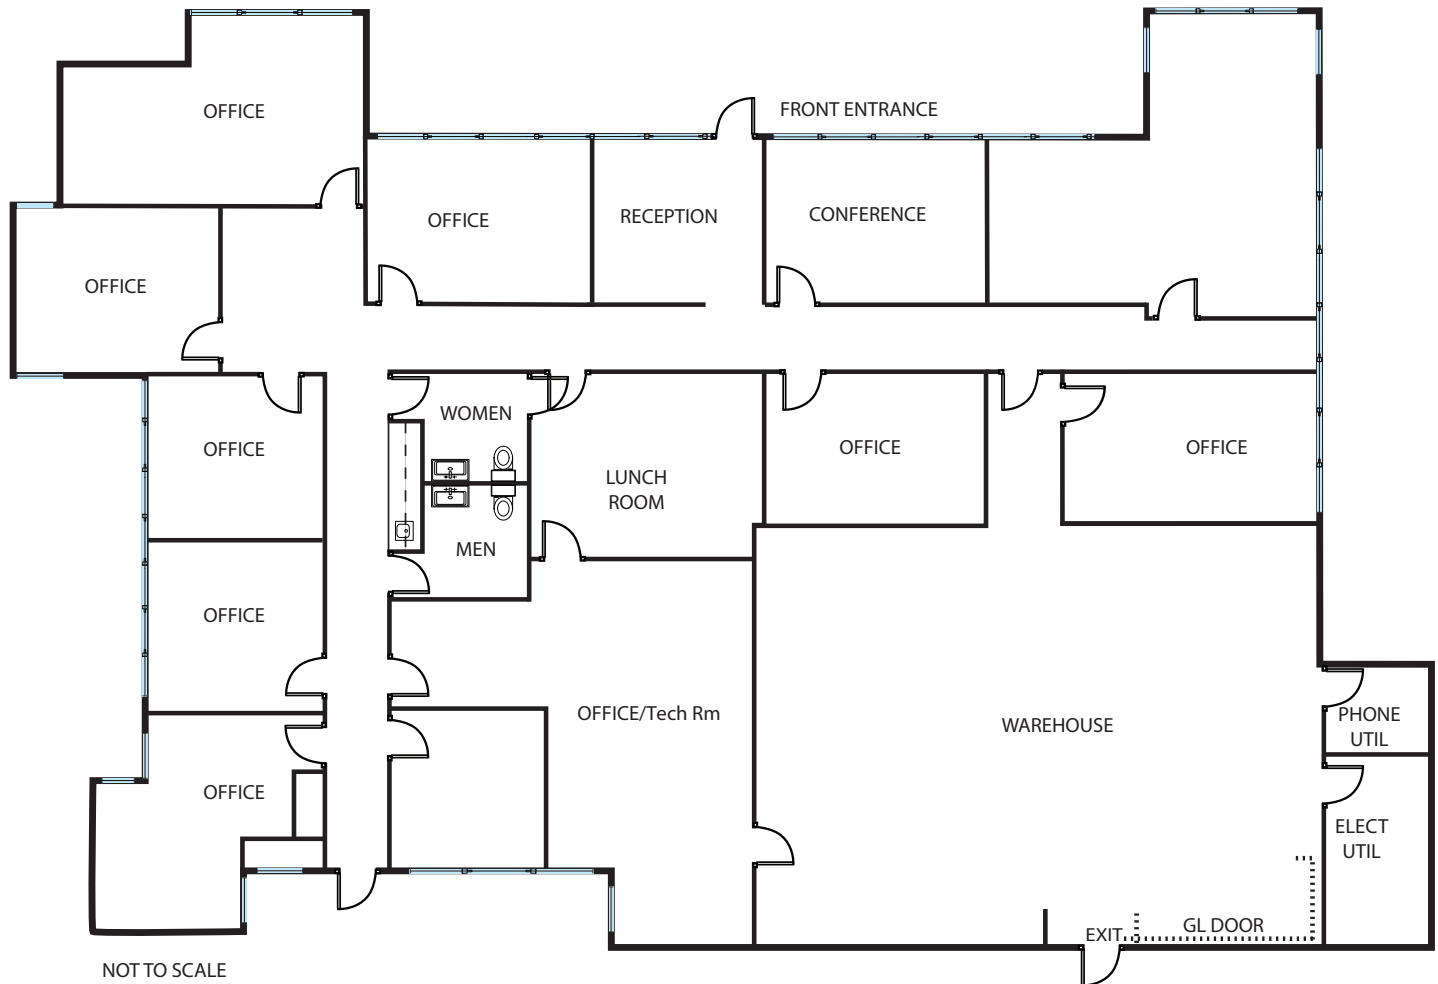 OFFICE
FRONT ENTRANCE
OFFICE
RECEPTION
CONFERENCE
OFFICE
WOMEN
OFFICE
LUNCH
ROOM
OFFICE
OFFICE
MEN
OFFICE
OFFICE/Tech Rm
WAREHOUSE
PHONE
UTIL
OFFICE
ELECT
UTIL
EXIT
GL DOOR
NOT TO SCALE